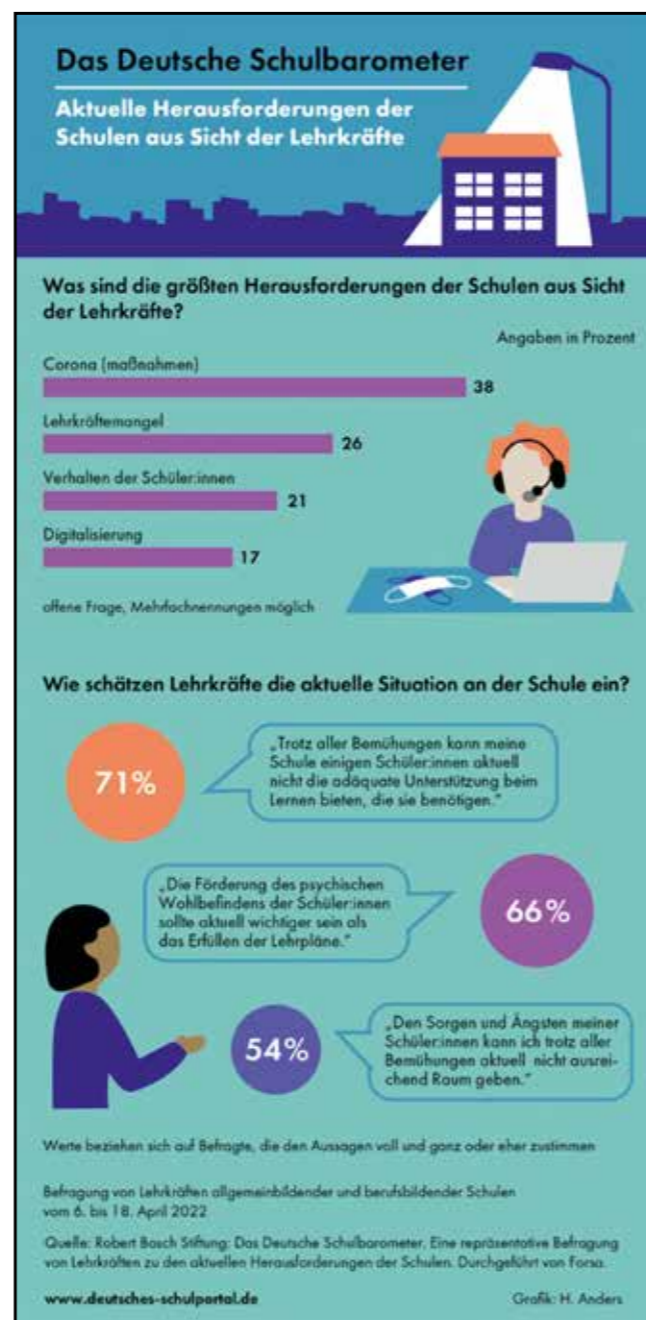 Das Deutsche Schulbarometer
Aktuelle Herausforderungen der
Schulen aus Sicht der Lehrkräfte
Was sind die größten Herausforderungen der Schulen aus Sicht
der Lehrkräfte?
Angaben in Prozent
Corona (maßnahmen)
38
Lehrkräftemangel
26
Verhalten der Schüler:innen
21
Digitalisierung
17
offene Frage, Mehrfachnennungen möglich
Wie schätzen Lehrkräfte die aktuelle Situation an der Schule ein?
71%
„Trotz aller Bemühungen kann meine
Schule einigen Schüler:innen aktuell
nicht die adäquate Unterstützung beim
Lernen bieten, die sie benötigen.“
„Die Förderung des psychischen
Wohlbefindens der Schüler:innen
sollte aktuell wichtiger sein als
das Erfüllen der Lehrpläne.“
66%
54%
„Den Sorgen und Ängsten meiner
Schüler:innen kann ich trotz aller
Bemühungen aktuell nicht ausrei-
chend Raum geben.“
Werte beziehen sich auf Befragte, die den Aussagen voll und ganz oder eher zustimmen
Befragung von Lehrkräften allgemeinbildender und berufsbildender Schulen
vom 6. bis 18. April 2022
Quelle: Robert Bosch Stiftung: Das Deutsche Schulbarometer. Eine repräsentative Befragung
von Lehrkräften zu den aktuellen Herausforderungen der Schulen. Durchgeführt von Forsa.
www.deutsches-schulportal.de
Grafik: H. Anders